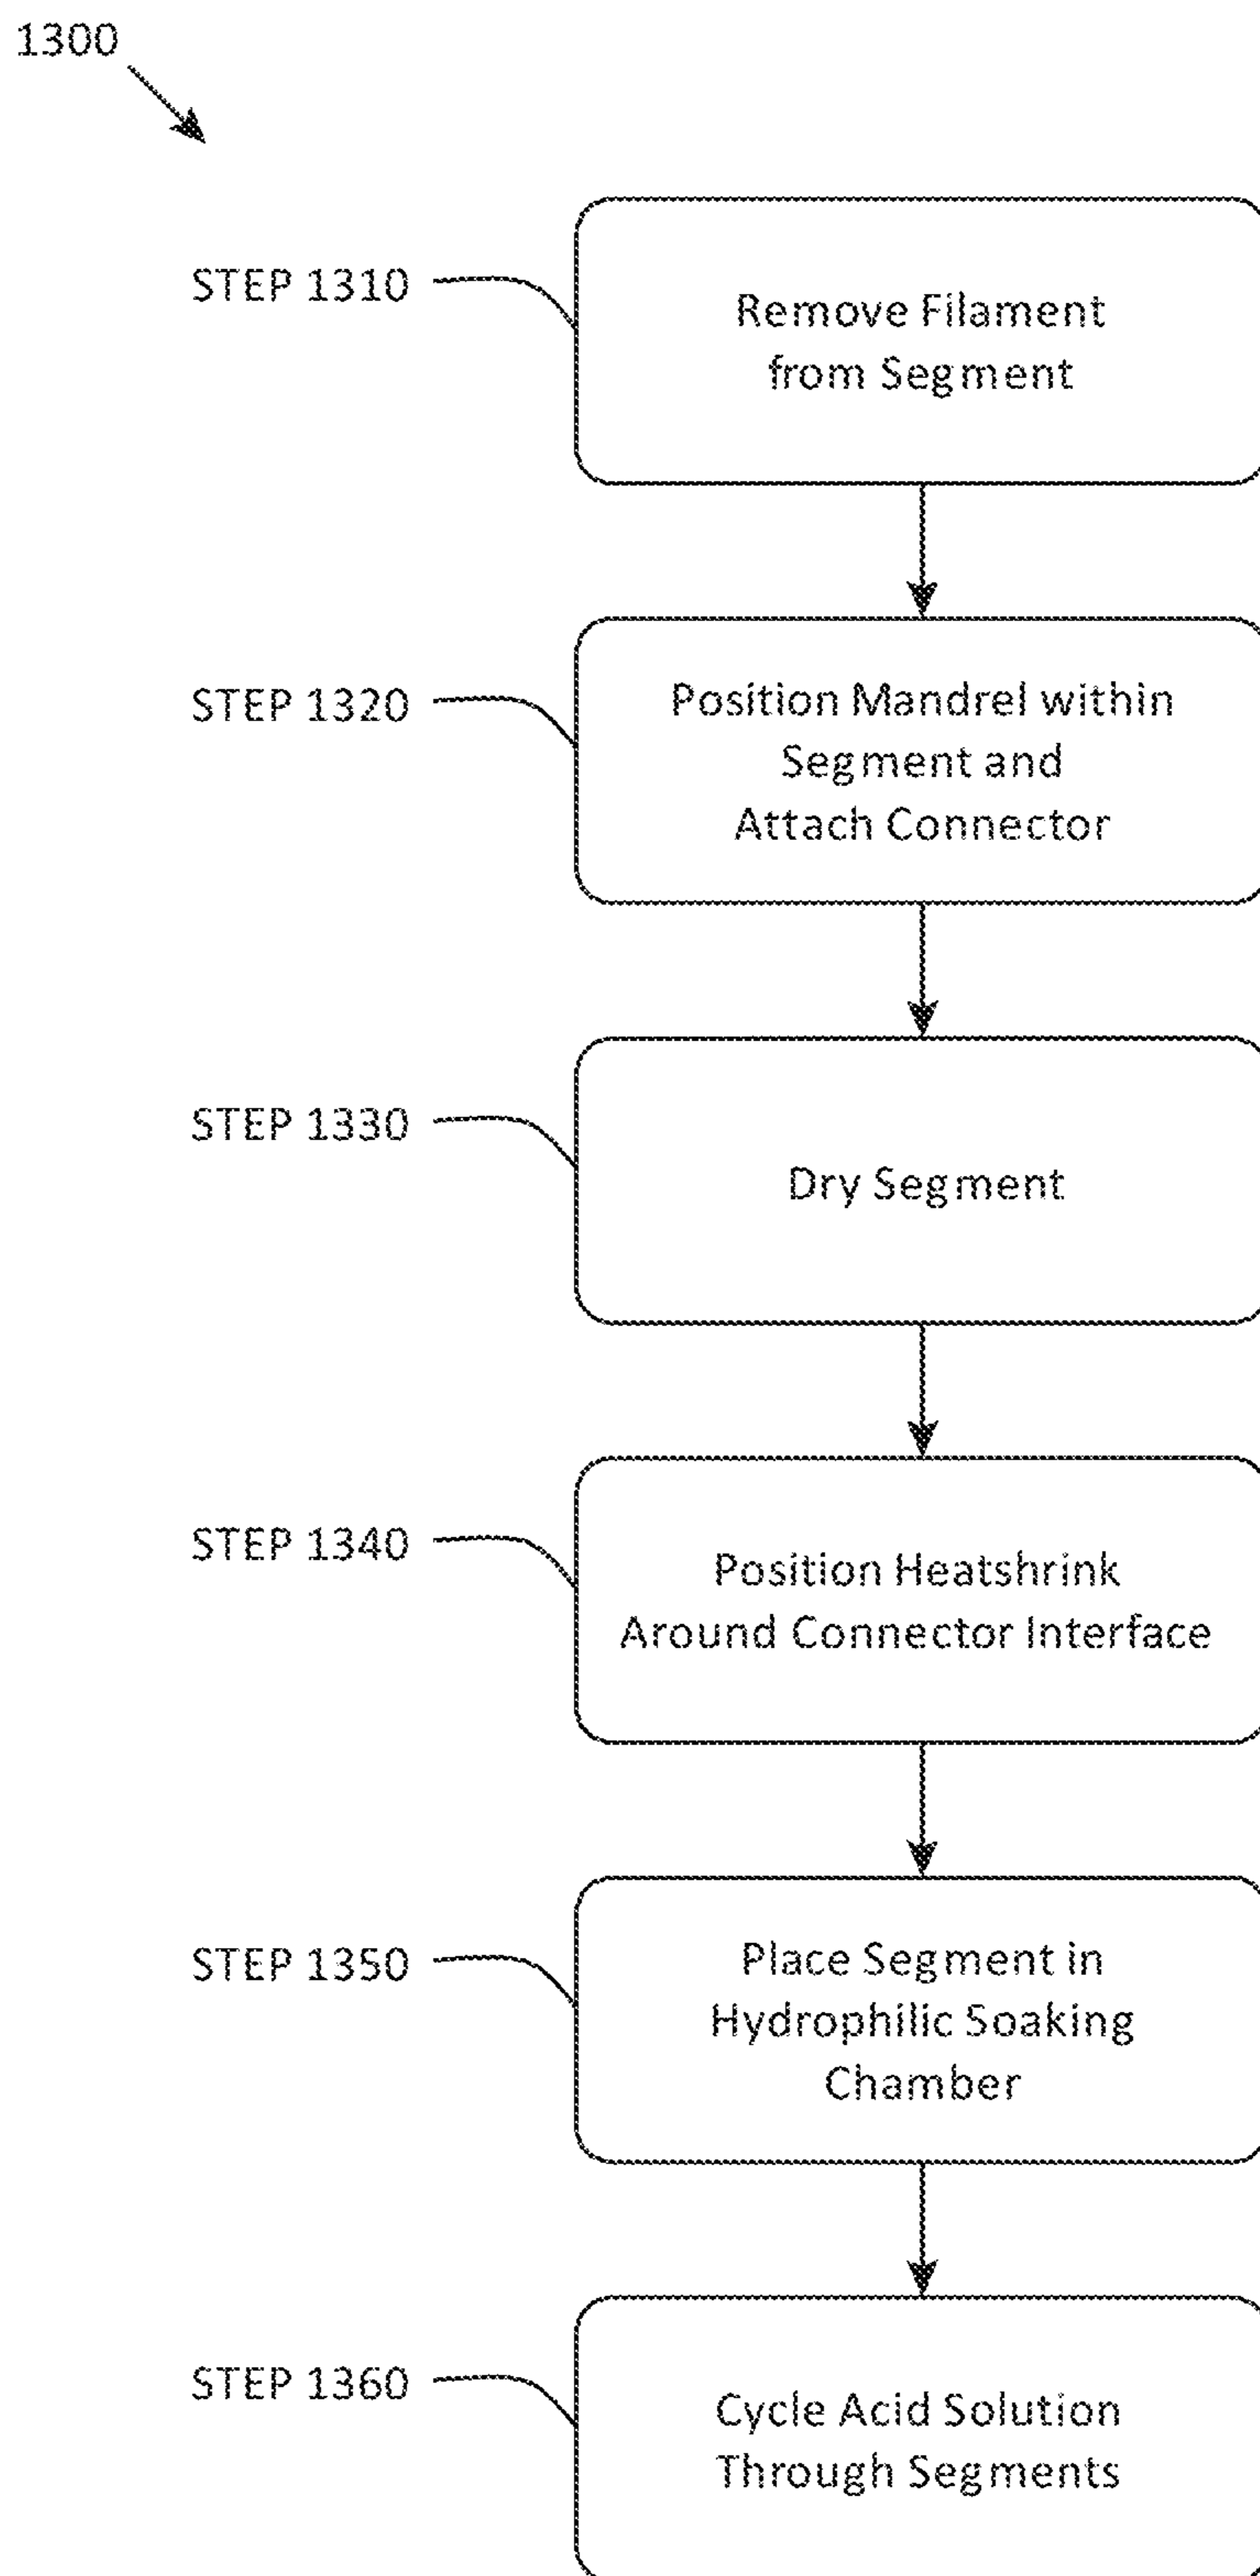 1300
STEP 1310
Remove Filament
from Segment
STEP 1320
Position Mandrel within
Segment and
Attach Connector
STEP 1330
Dry Segment
STEP 1340
Position Heatshrink
Around Connector Interface
STEP 1350
Place Segment in
Hydrophilic Soaking
Chamber
STEP 1360
Cycle Acid Solution
Through Segments